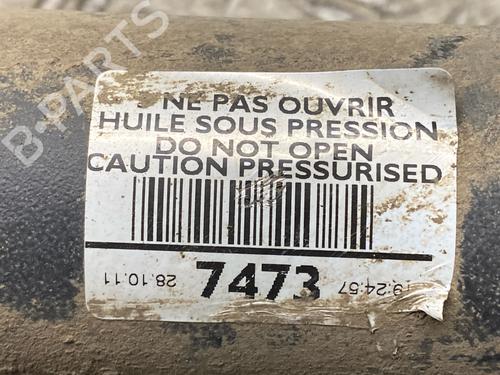 B-PARTS
NE PAS OUVRIR
HUILE SOUS PRESSION
DO NOT OPEN
CAUTION PRESSURISED
28.10.11 7473 19:24:57